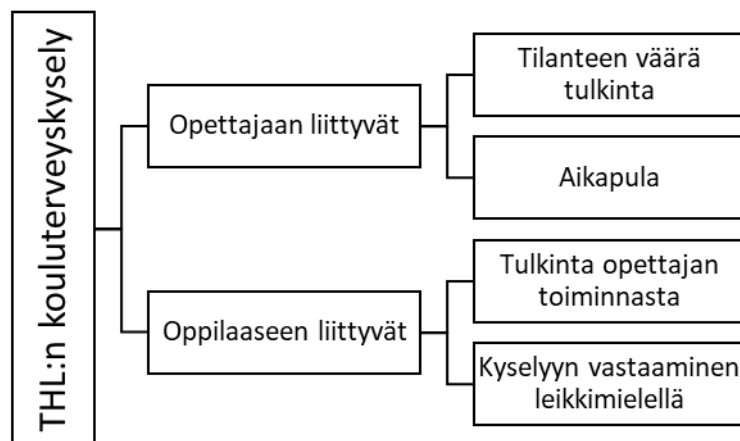 THL:n kouluterveyskysely
Opettajaan liittyvät
Tilanteen väärä
tulkinta
Aikapula
Oppilaaseen liittyvät
Tulkinta opettajan
toiminnasta
Kyselyyn vastaaminen
leikkimielellä